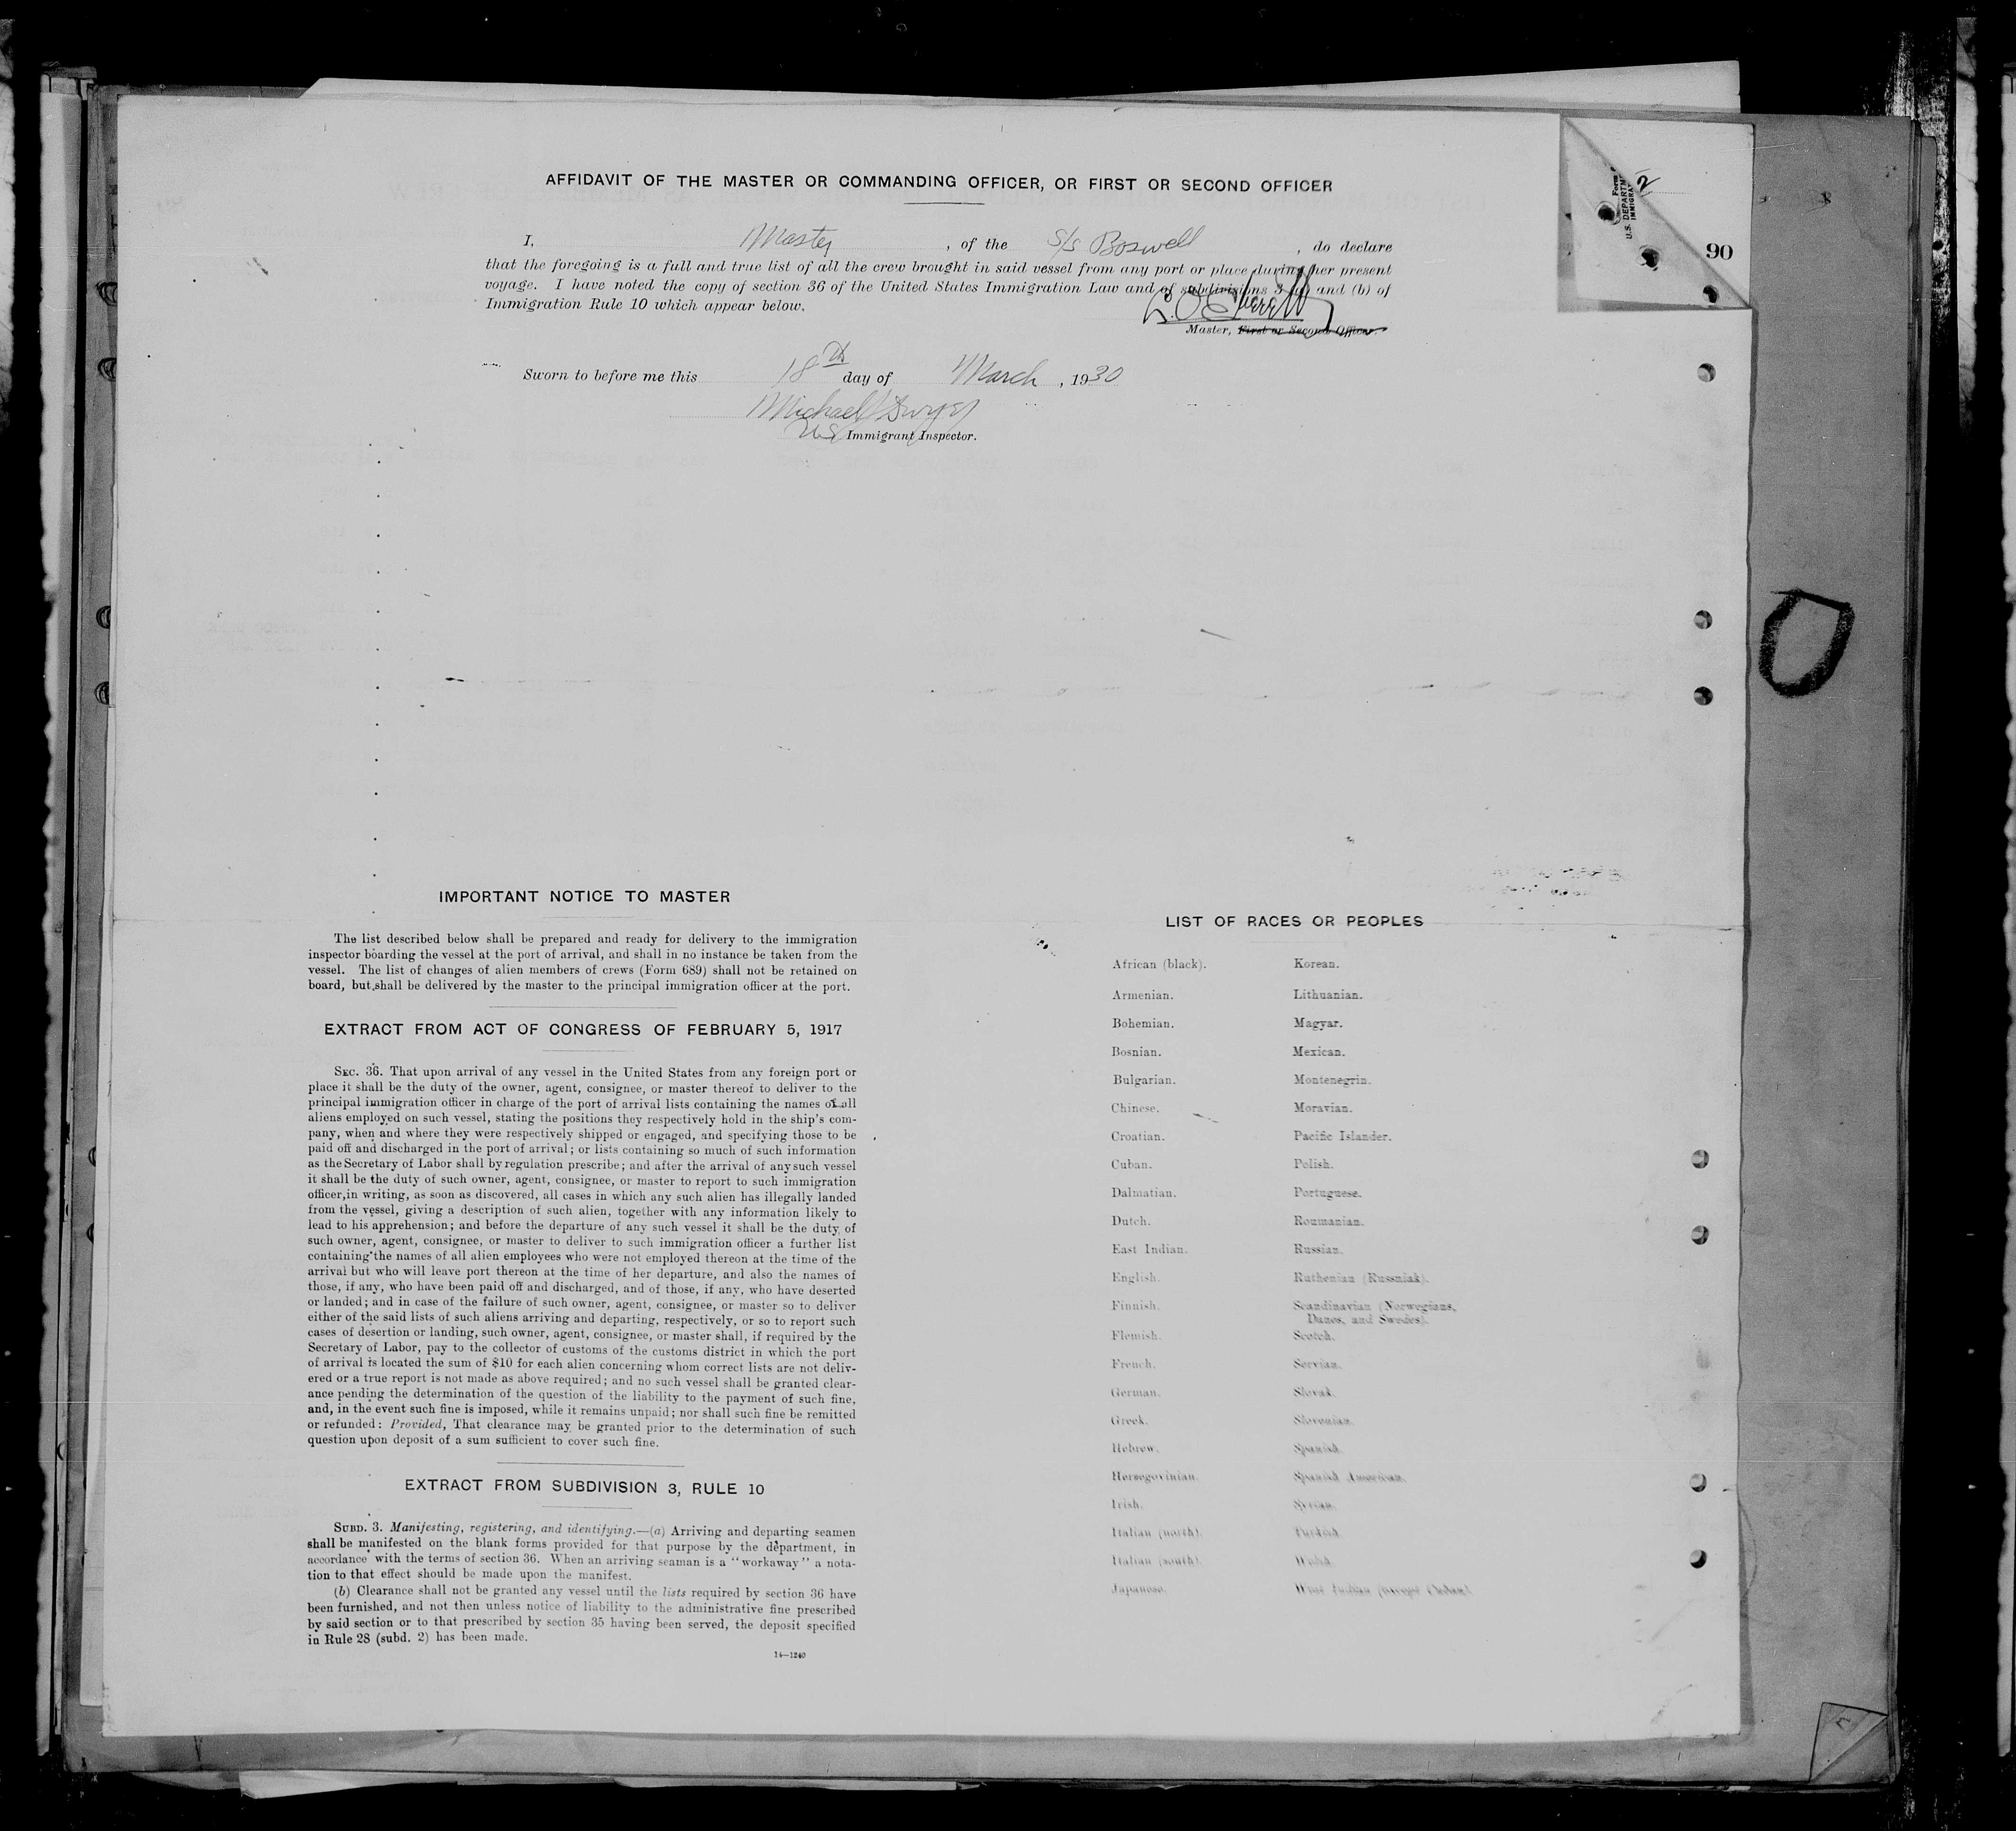 AFFIDAVIT OF THE MASTER OR COMMANDING OFFICER, OR FIRST OR SECOND OFFICER
I, Master, of the S/S Boswell, do declare
that the foregoing is a full and true list of all the crew brought in said vessel from any port or place during her present
voyage. I have noted the copy of section 36 of the United States Immigration Law and of subdivisions 3 and (b) of
Immigration Rule 10 which appear below.
Master, First or Second Officer.
Sworn to before me this 18th day of March, 1930
Michael Dwyer
US Immigrant Inspector.
2
U.S. DEPARTM
IMMIGRAT
Form
90
IMPORTANT NOTICE TO MASTER
The list described below shall be prepared and ready for delivery to the immigration
inspector boarding the vessel at the port of arrival, and shall in no instance be taken from the
vessel. The list of changes of alien members of crews (Form 689) shall not be retained on
board, but shall be delivered by the master to the principal immigration officer at the port.
EXTRACT FROM ACT OF CONGRESS OF FEBRUARY 5, 1917
SEC. 36. That upon arrival of any vessel in the United States from any foreign port or
place it shall be the duty of the owner, agent, consignee, or master thereof to deliver to the
principal immigration officer in charge of the port of arrival lists containing the names of all
aliens employed on such vessel, stating the positions they respectively hold in the ship's com-
pany, when and where they were respectively shipped or engaged, and specifying those to be
paid off and discharged in the port of arrival; or lists containing so much of such information
as the Secretary of Labor shall by regulation prescribe; and after the arrival of any such vessel
it shall be the duty of such owner, agent, consignee, or master to report to such immigration
officer, in writing, as soon as discovered, all cases in which any such alien has illegally landed
from the vessel, giving a description of such alien, together with any information likely to
lead to his apprehension; and before the departure of any such vessel it shall be the duty of
such owner, agent, consignee, or master to deliver to such immigration officer a further list
containing the names of all alien employees who were not employed thereon at the time of the
arrival but who will leave port thereon at the time of her departure, and also the names of
those, if any, who have been paid off and discharged, and of those, if any, who have deserted
or landed; and in case of the failure of such owner, agent, consignee, or master so to deliver
either of the said lists of such aliens arriving and departing, respectively, or so to report such
cases of desertion or landing, such owner, agent, consignee, or master shall, if required by the
Secretary of Labor, pay to the collector of customs of the customs district in which the port
of arrival is located the sum of $10 for each alien concerning whom correct lists are not deliv-
ered or a true report is not made as above required; and no such vessel shall be granted clear-
ance pending the determination of the question of the liability to the payment of such fine,
and, in the event such fine is imposed, while it remains unpaid; nor shall such fine be remitted
or refunded: Provided, That clearance may be granted prior to the determination of such
question upon deposit of a sum sufficient to cover such fine.
EXTRACT FROM SUBDIVISION 3, RULE 10
SUBD. 3. Manifesting, registering, and identifying.—(a) Arriving and departing seamen
shall be manifested on the blank forms provided for that purpose by the department, in
accordance with the terms of section 36. When an arriving seaman is a "workaway" a nota-
tion to that effect should be made upon the manifest.
(b) Clearance shall not be granted any vessel until the lists required by section 36 have
been furnished, and not then unless notice of liability to the administrative fine prescribed
by said section or to that prescribed by section 35 having been served, the deposit specified
in Rule 28 (subd. 2) has been made.
14—1240
LIST OF RACES OR PEOPLES
African (black). Korean.
Armenian. Lithuanian.
Bohemian. Magyar.
Bosnian. Mexican.
Bulgarian. Montenegrin.
Chinese. Moravian.
Croatian. Pacific Islander.
Cuban. Polish.
Dalmatian. Portuguese.
Dutch. Roumanian.
East Indian. Russian.
English. Ruthenian (Russniak).
Finnish. Scandinavian (Norwegians,
Danes, and Swedes).
Flemish. Scotch.
French. Servian.
German. Slovak.
Greek. Slovenian.
Hebrew. Spanish.
Herzegovinian. Spanish American.
Irish. Syrian.
Italian (north). Turkish.
Italian (south). Welsh.
Japanese. West Indian (except Cuban).